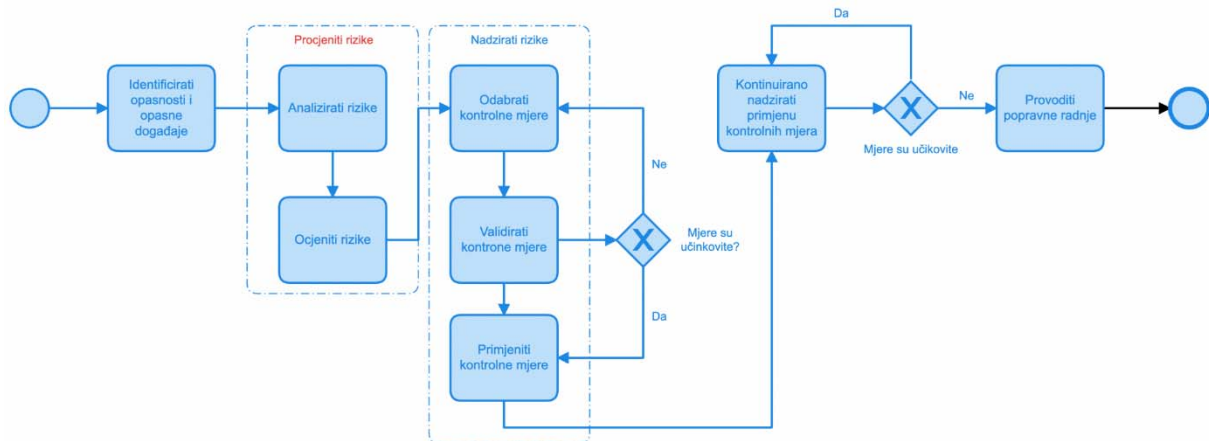 Procjeniti rizike
Nadzirati rizike
Da
Identificirati
opasnosti i
opasne
događaje
Analizirati rizike
Odabrati
kontrolne mjere
Kontinuirano
nadzirati
primjenu
kontrolnih mjera
X
Ne
Provoditi
popravne radnje
Mjere su učikovite
Ne
Ocjeniti rizike
Validirati
kontrone mjere
X
Mjere su
učinkovite?
Da
Primjeniti
kontrolne mjere